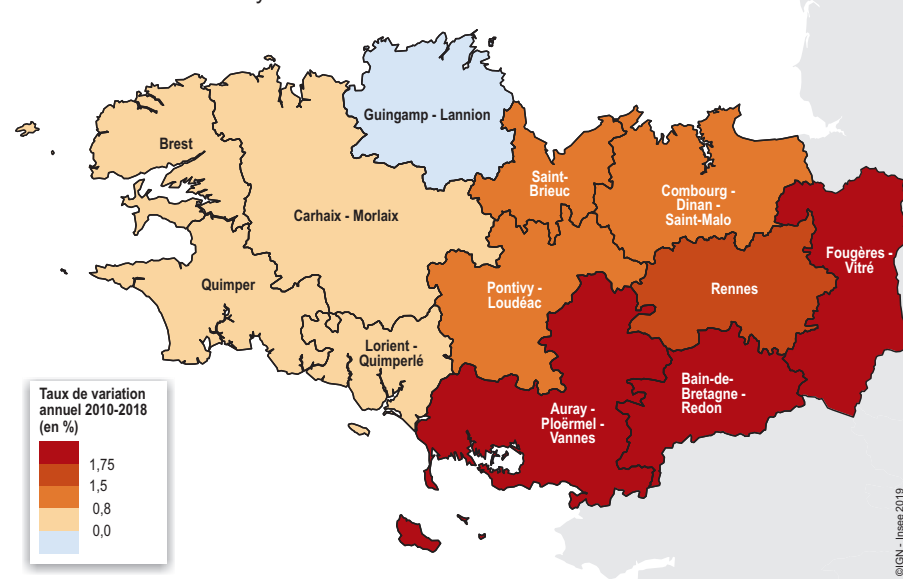 Guingamp - Lannion
Brest
Saint-
Brieuc
Combourg -
Dinan -
Saint-Malo
Carhaix - Morlaix
Fougères -
Vitré
Quimper
Pontivy -
Loudéac
Rennes
Lorient -
Quimperlé
Bain-de-
Bretagne -
Redon
Auray -
Ploërmel -
Vannes
Taux de variation
annuel 2010-2018
(en %)
1,75
1,5
0,8
0,0
©IGN - Insee 2019